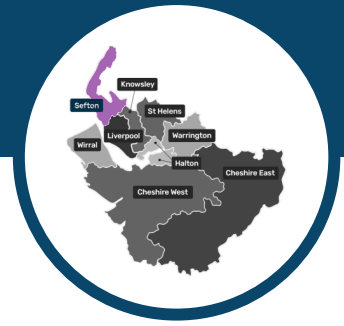 Knowsley
Sefton
St Helens
Liverpool
Warrington
Wirral
Halton
Cheshire East
Cheshire West